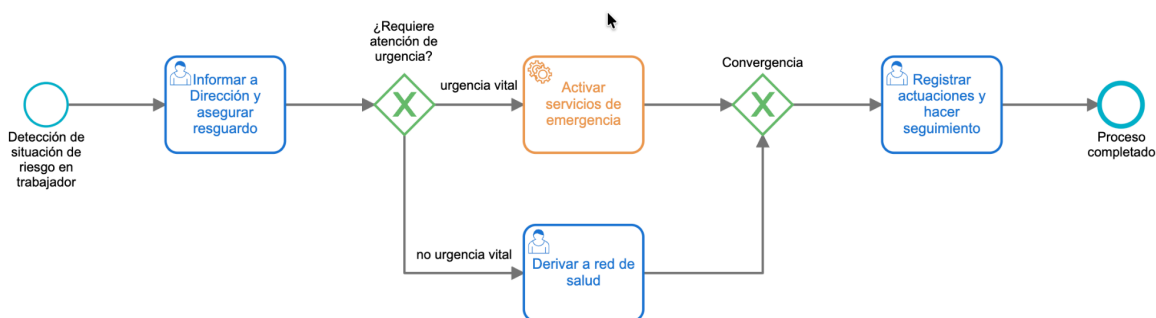 Detección de
situación de
riesgo en
trabajador
Informar a
Dirección y
asegurar
resguardo
¿Requiere
atención de
urgencia?
X
urgencia vital
no urgencia vital
Activar
servicios de
emergencia
Derivar a red de
salud
Convergencia
X
Registrar
actuaciones y
hacer
seguimiento
Proceso
completado